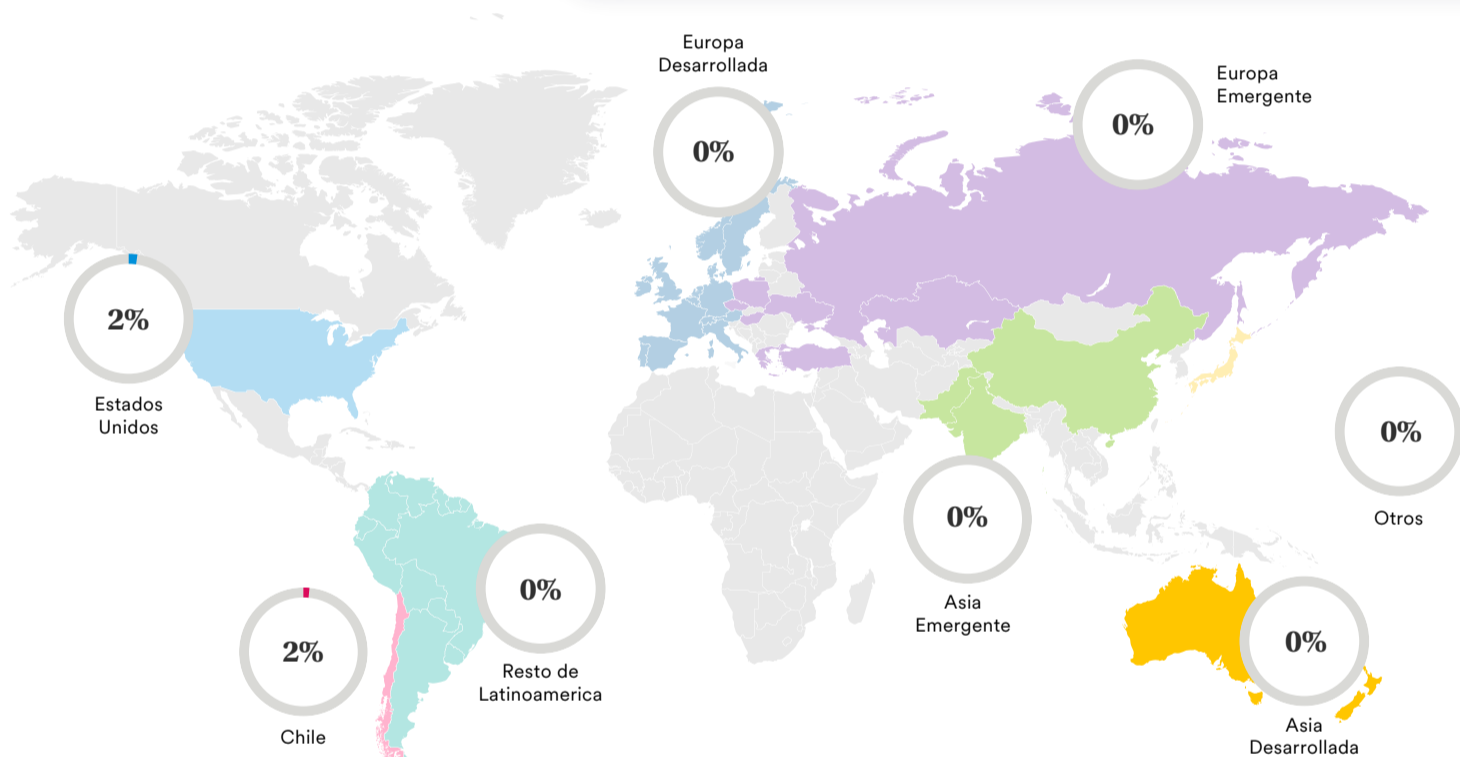 Europa
Desarrollada
0%
Europa
Emergente
0%
2%
Estados
Unidos
0%
Otros
0%
Asia
Emergente
0%
Resto de
Latinoamerica
2%
Chile
0%
Asia
Desarrollada